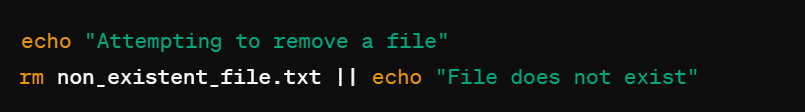 echo "Attempting to remove a file"
rm non_existent_file.txt || echo "File does not exist"